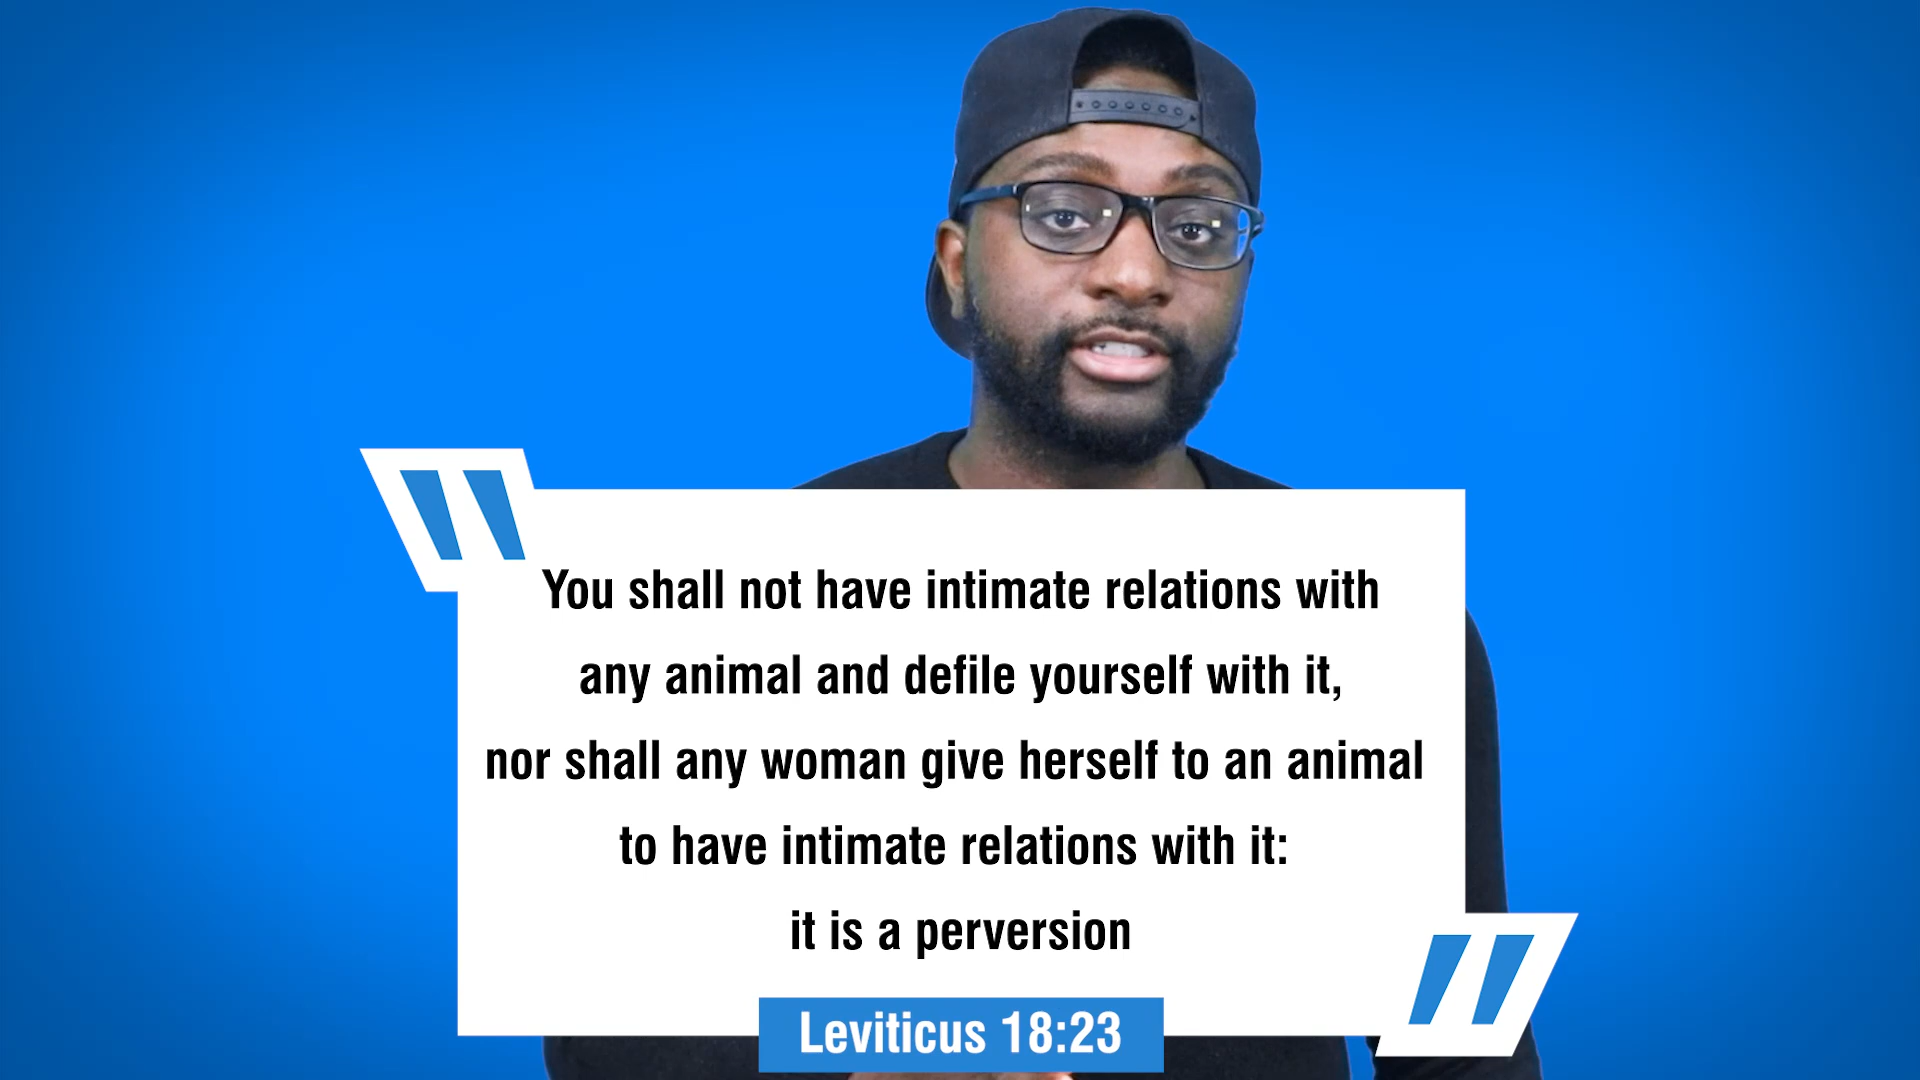 You shall not have intimate relations with
any animal and defile yourself with it,
nor shall any woman give herself to an animal
to have intimate relations with it:
it is a perversion
Leviticus 18:23